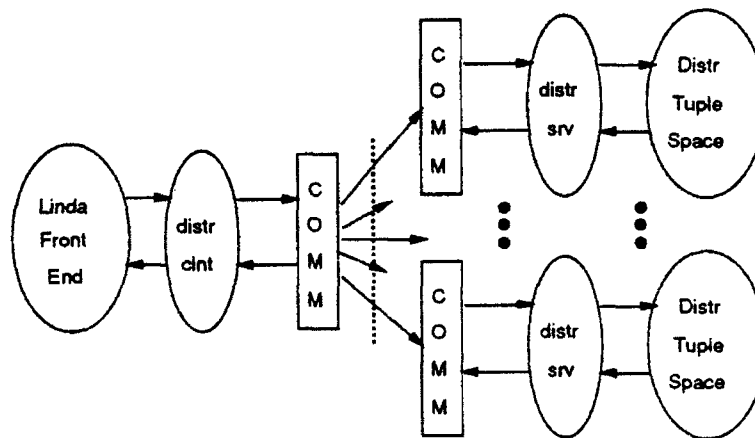 Linda
Front
End
distr
clnt
C
O
M
M
C
O
M
M
distr
srv
Distr
Tuple
Space
C
O
M
M
distr
srv
Distr
Tuple
Space